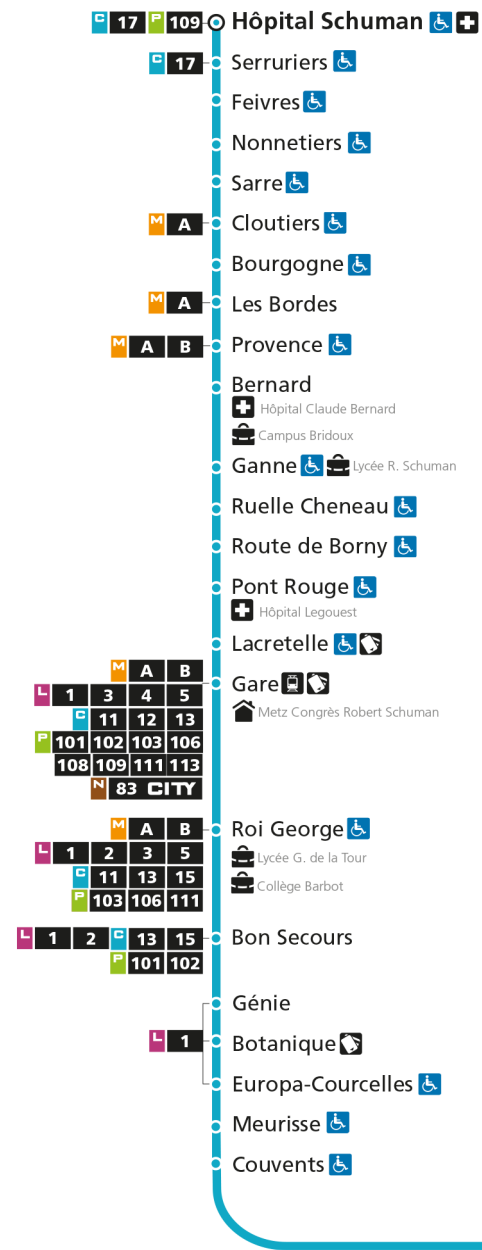 C 17 P 109 Hôpital Schuman
C 17 Serruriers
Feivres
Nonnetiers
Sarre
M A Cloutiers
Bourgogne
M A Les Bordes
M A B Provence
Bernard
Hôpital Claude Bernard
Campus Bridoux
Ganne Lycée R. Schuman
Ruelle Cheneau
Route de Borny
Pont Rouge
Hôpital Legouest
Lacretelle
M A B
L 1 3 4 5
C 11 12 13
P 101 102 103 106
108 109 111 113
N 83 CITY
Gare
Metz Congrès Robert Schuman
M A B
L 1 2 3 5
C 11 13 15
P 103 106 111
Roi George
Lycée G. de la Tour
Collège Barbot
L 1 2 C 13 15
P 101 102
Bon Secours
Génie
L 1 Botanique
Europa-Courcelles
Meurisse
Couvents